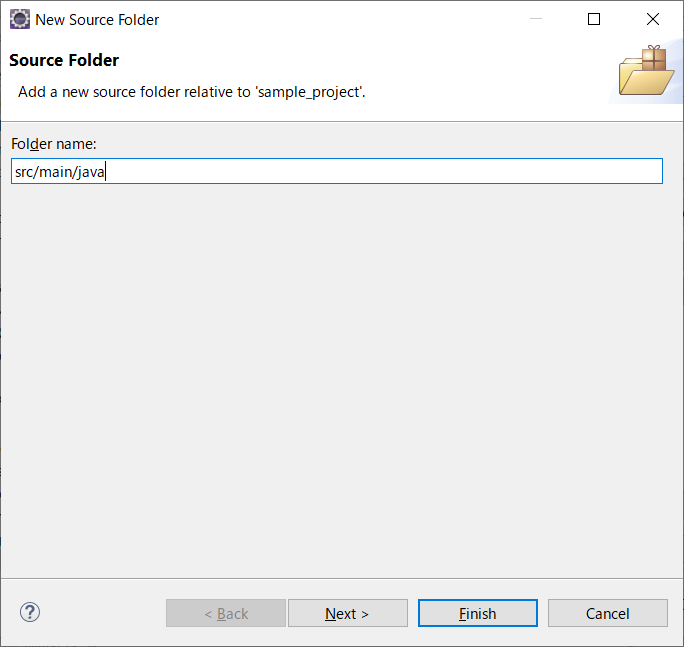 New Source Folder
Source Folder
Add a new source folder relative to 'sample_project'.
Folder name:
src/main/java
?
< Back
Next >
Finish
Cancel